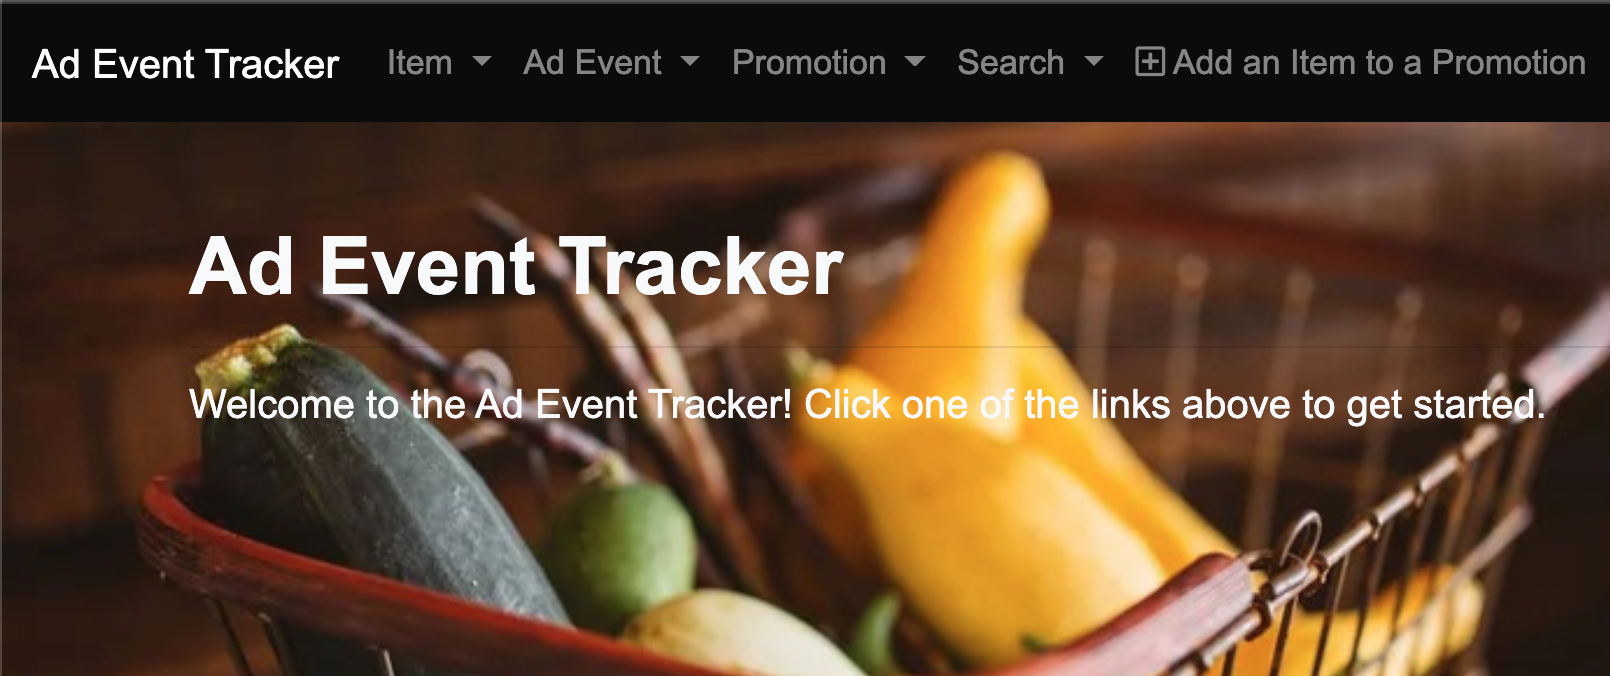 Ad Event Tracker Item Ad Event Promotion Search Add an Item to a Promotion
Ad Event Tracker
Welcome to the Ad Event Tracker! Click one of the links above to get started.